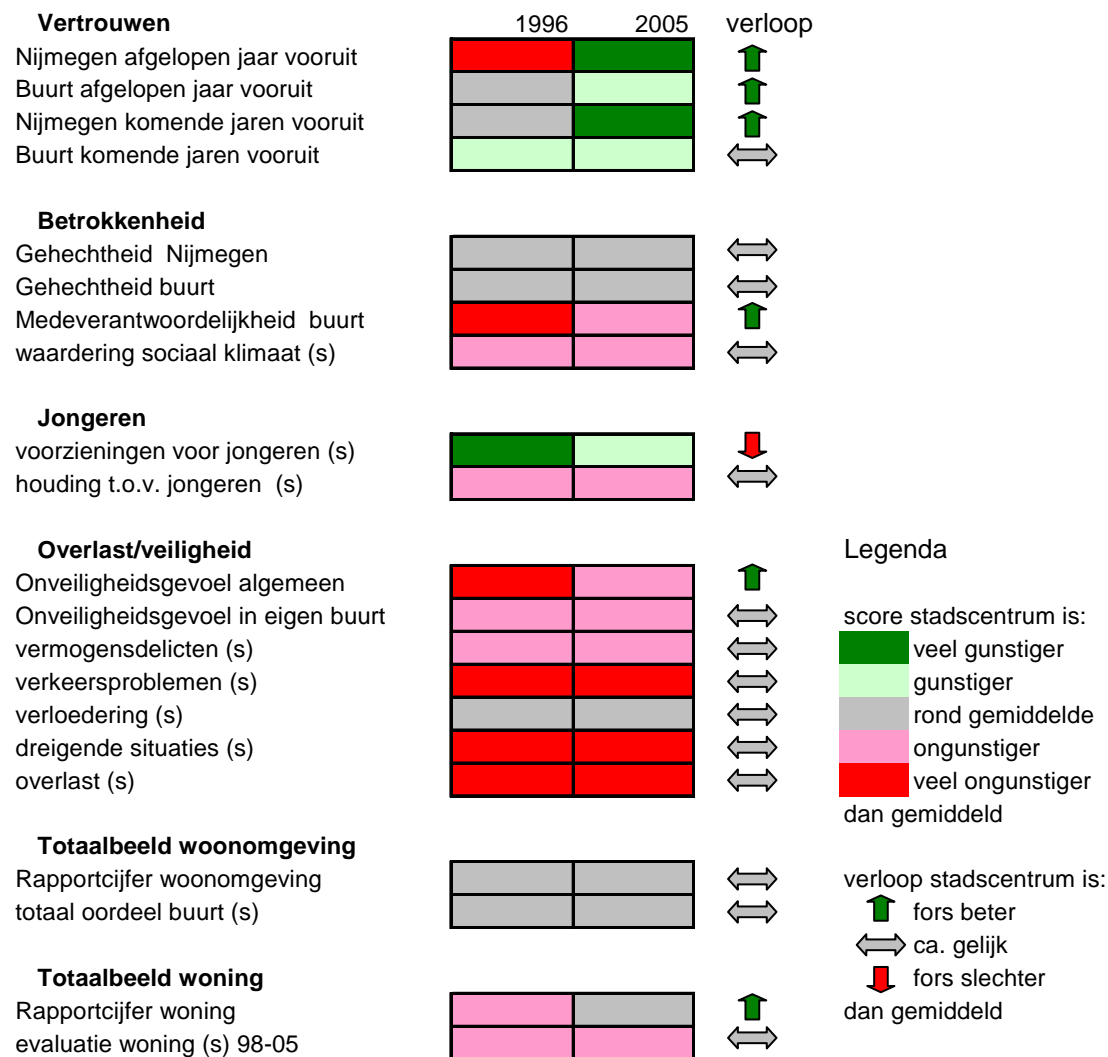 Vertrouwen 1996 2005 verloop
Nijmegen afgelopen jaar vooruit
Buurt afgelopen jaar vooruit
Nijmegen komende jaren vooruit
Buurt komende jaren vooruit
Betrokkenheid
Gehechtheid Nijmegen
Gehechtheid buurt
Medeverantwoordelijkheid buurt
waardering sociaal klimaat (s)
Jongeren
voorzieningen voor jongeren (s)
houding t.o.v. jongeren (s)
Overlast/veiligheid
Onveiligheidsgevoel algemeen
Onveiligheidsgevoel in eigen buurt
vermogensdelicten (s)
verkeersproblemen (s)
verloedering (s)
dreigende situaties (s)
overlast (s)
Totaalbeeld woonomgeving
Rapportcijfer woonomgeving
totaal oordeel buurt (s)
Totaalbeeld woning
Rapportcijfer woning
evaluatie woning (s) 98-05
Legenda
score stadscentrum is:
veel gunstiger
gunstiger
rond gemiddelde
ongunstiger
veel ongunstiger
dan gemiddeld
verloop stadscentrum is:
fors beter
ca. gelijk
fors slechter
dan gemiddeld